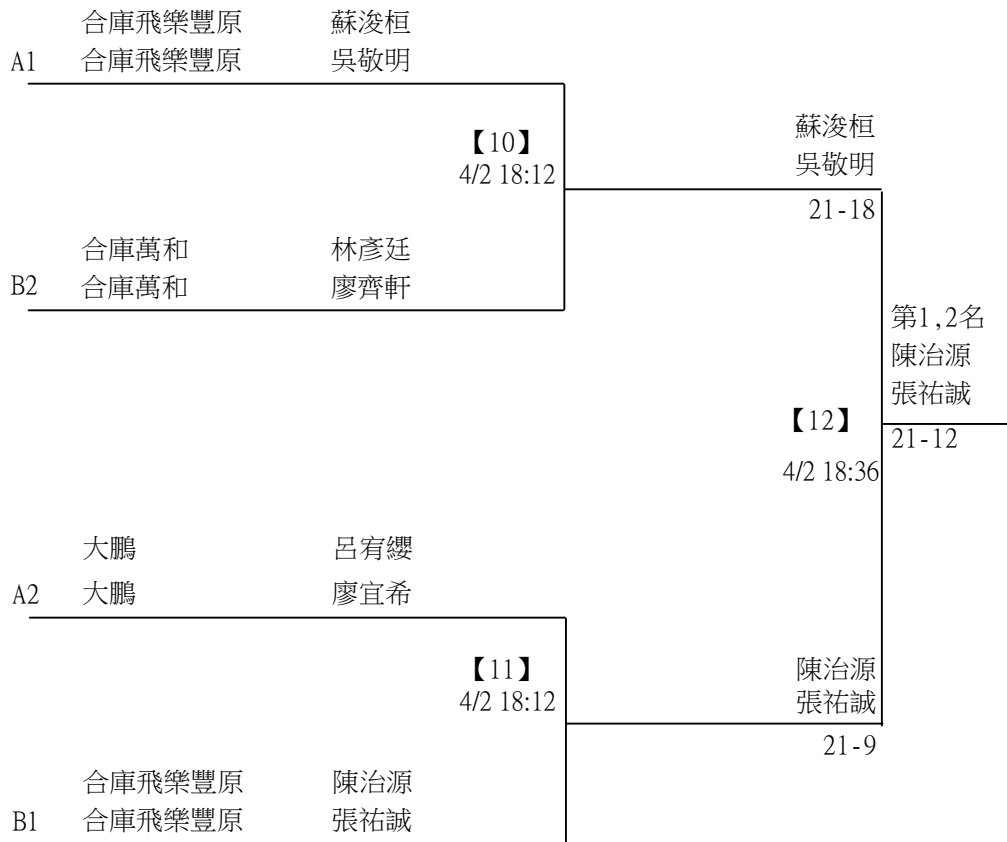 合庫飛樂豐原 蘇浚桓
A1 合庫飛樂豐原 吳敬明
【10】
4/2 18:12
蘇浚桓
吳敬明
21-18
合庫萬和 林彥廷
B2 合庫萬和 廖齊軒
第1,2名
陳治源
張祐誠
【12】
21-12
4/2 18:36
大鵬 呂宥纓
A2 大鵬 廖宜希
【11】
4/2 18:12
陳治源
張祐誠
21-9
合庫飛樂豐原 陳治源
B1 合庫飛樂豐原 張祐誠